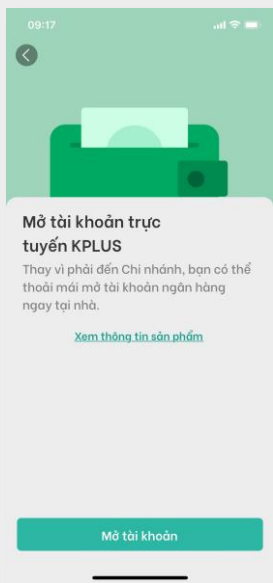 09:17
Mở tài khoản trực
tuyến KPLUS
Thay vì phải đến Chi nhánh, bạn có thể
thoải mái mở tài khoản ngân hàng
ngay tại nhà.
Xem thông tin sản phẩm
Mở tài khoản